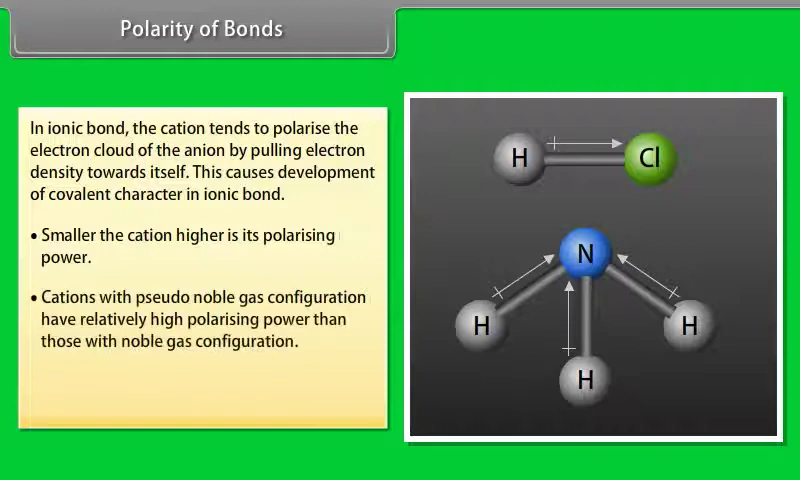 Polarity of Bonds
In ionic bond, the cation tends to polarise the
electron cloud of the anion by pulling electron
density towards itself. This causes development
of covalent character in ionic bond.
• Smaller the cation higher is its polarising
power.
• Cations with pseudo noble gas configuration
have relatively high polarising power than
those with noble gas configuration.
H Cl
N
H H
H